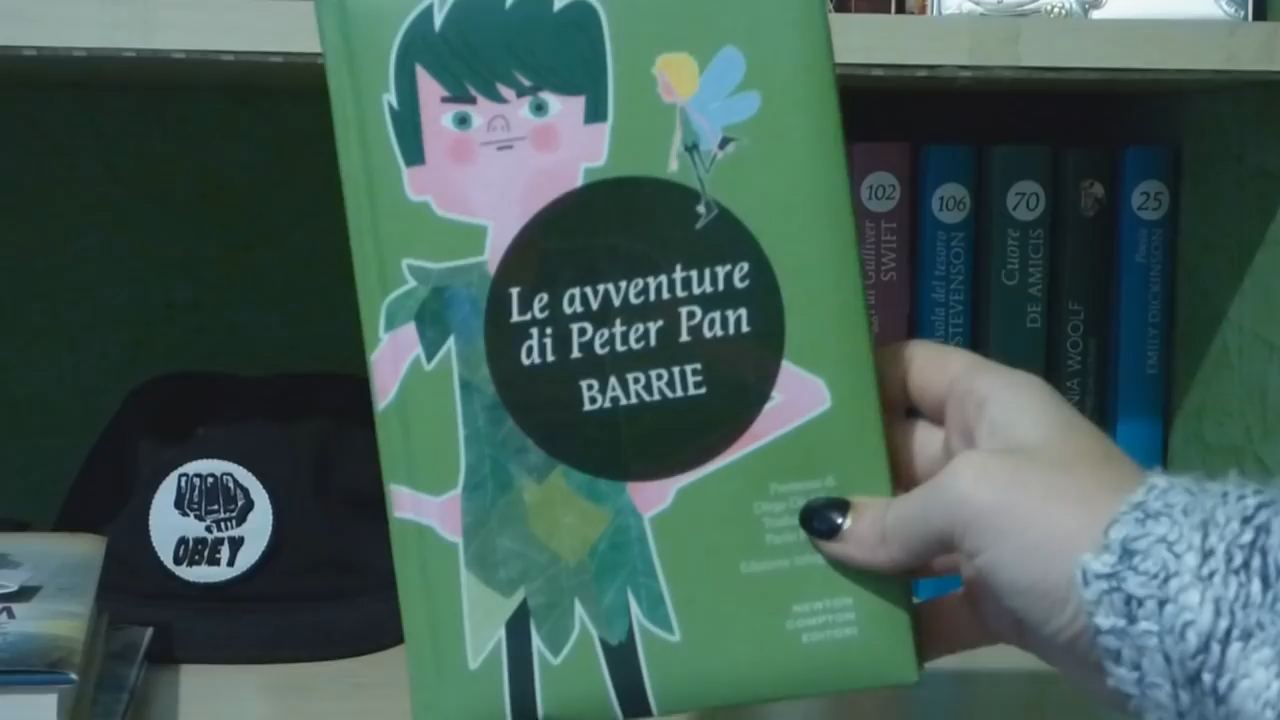 Le avventure
di Peter Pan
BARRIE
NEWTON
COMPTON
EDITORI
OBEY
102
SWIFT
106
STEVENSON
70
Cuore
DE AMICIS
WOOLF
25
Poesie
EMILY DICKINSON